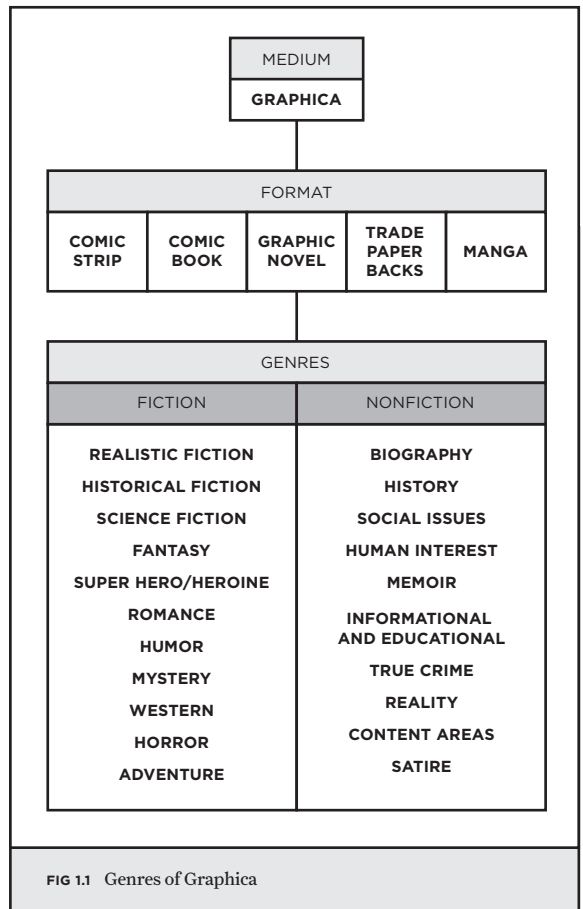 MEDIUM
GRAPHICA
FORMAT
COMIC
STRIP
COMIC
BOOK
GRAPHIC
NOVEL
TRADE
PAPER
BACKS
MANGA
GENRES
FICTION
REALISTIC FICTION
HISTORICAL FICTION
SCIENCE FICTION
FANTASY
SUPER HERO/HEROINE
ROMANCE
HUMOR
MYSTERY
WESTERN
HORROR
ADVENTURE
NONFICTION
BIOGRAPHY
HISTORY
SOCIAL ISSUES
HUMAN INTEREST
MEMOIR
INFORMATIONAL
AND EDUCATIONAL
TRUE CRIME
REALITY
CONTENT AREAS
SATIRE
FIG 1.1 Genres of Graphica